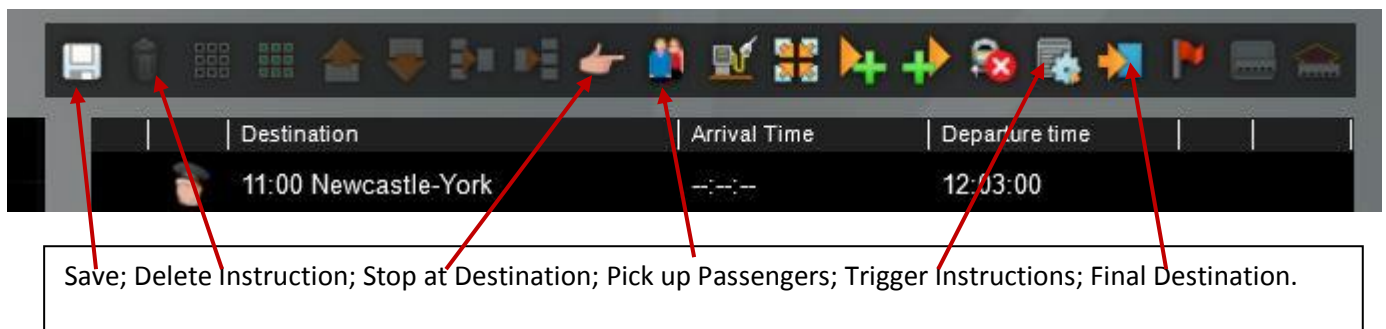 Destination Arrival Time Departure time
11:00 Newcastle-York --:--:-- 12:03:00
Save; Delete Instruction; Stop at Destination; Pick up Passengers; Trigger Instructions; Final Destination.